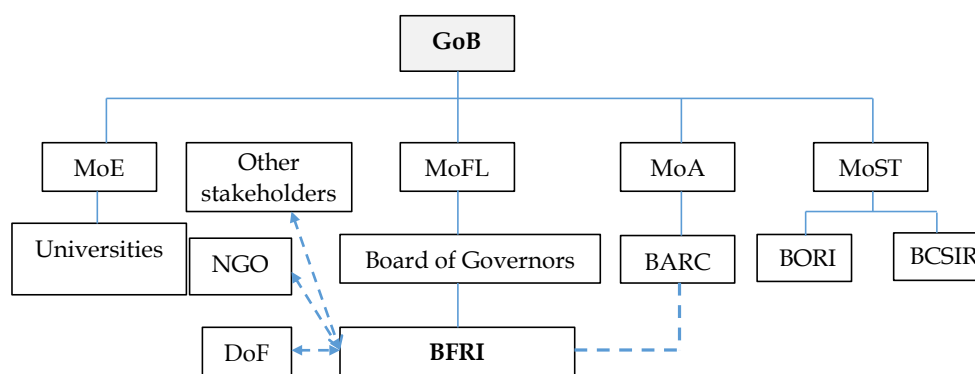 GoB
MoE
Other
stakeholders
MoFL
MoA
MoST
Universities
NGO
Board of Governors
BARC
BORI
BCSIR
DoF
BFRI